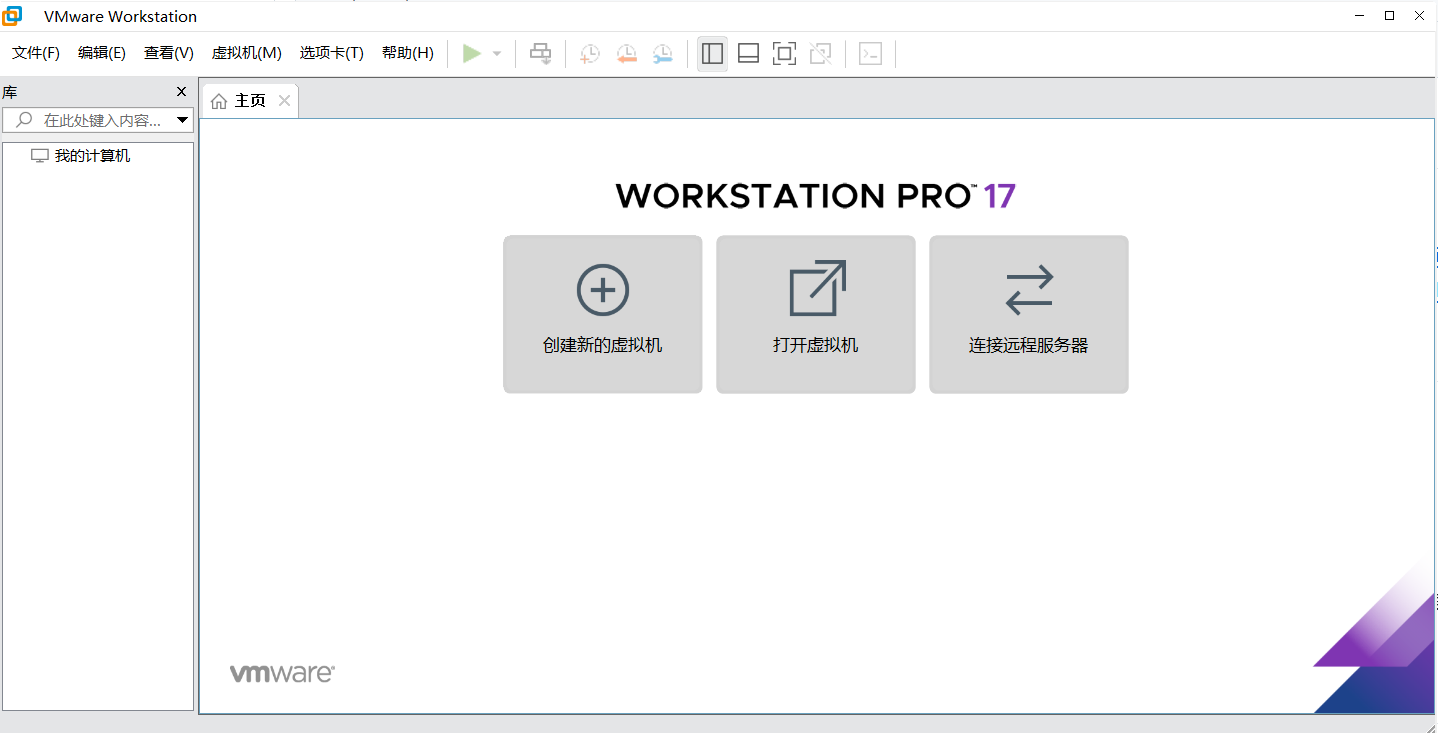 VMware Workstation
文件(F) 编辑(E) 查看(V) 虚拟机(M) 选项卡(T) 帮助(H)
库
主页
在此处键入内容...
我的计算机
WORKSTATION PRO™ 17
创建新的虚拟机 打开虚拟机 连接远程服务器
vmware®